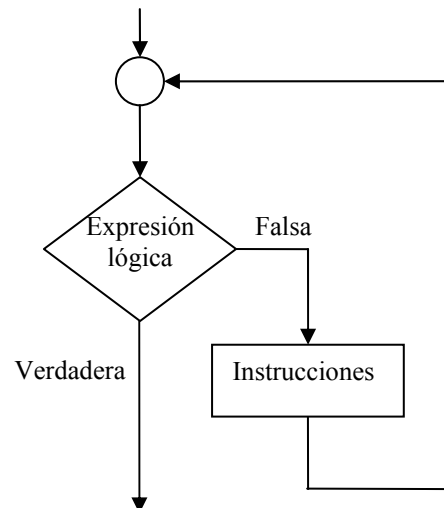 Expresión
lógica
Falsa
Verdadera
Instrucciones